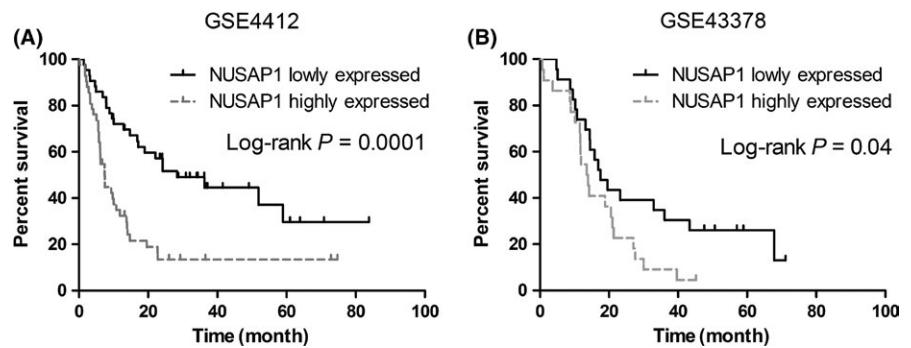 GSE4412
(A)
NUSAP1 lowly expressed
NUSAP1 highly expressed
Log-rank P = 0.0001
Percent survival
100
80
60
40
20
0
0 20 40 60 80 100
Time (month)
GSE43378
(B)
NUSAP1 lowly expressed
NUSAP1 highly expressed
Log-rank P = 0.04
Percent survival
100
80
60
40
20
0
0 20 40 60 80 100
Time (month)